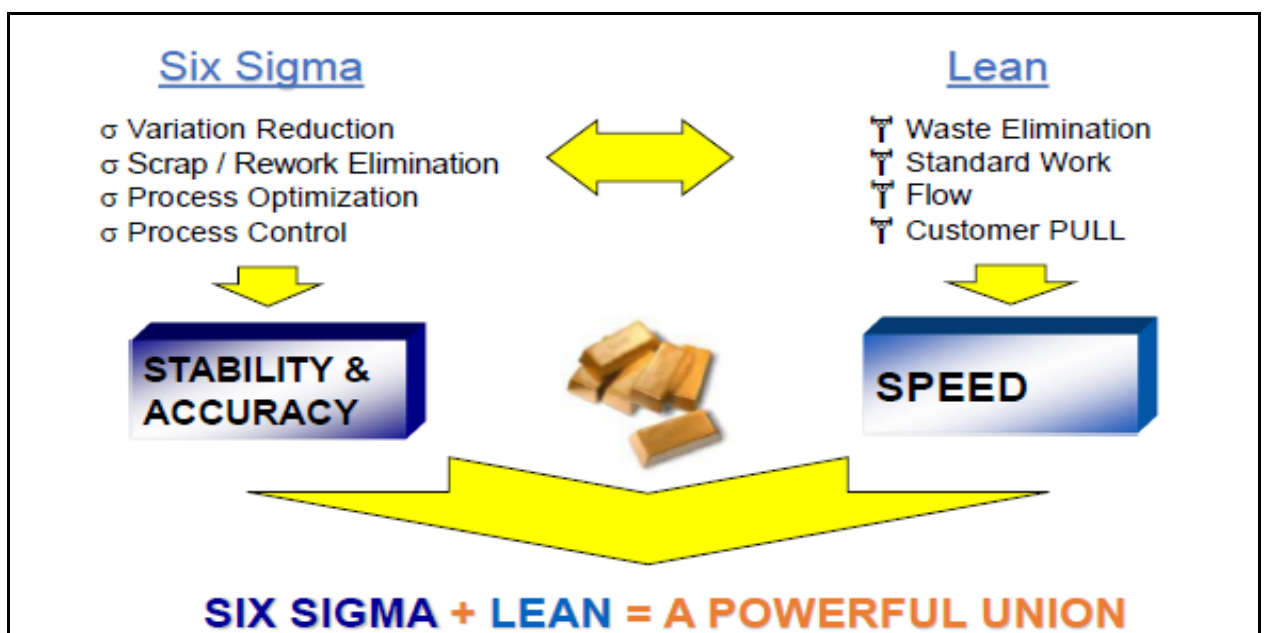 Six Sigma
σ Variation Reduction
σ Scrap / Rework Elimination
σ Process Optimization
σ Process Control
Lean
Waste Elimination
Standard Work
Flow
Customer PULL
STABILITY &
ACCURACY
SPEED
SIX SIGMA + LEAN = A POWERFUL UNION